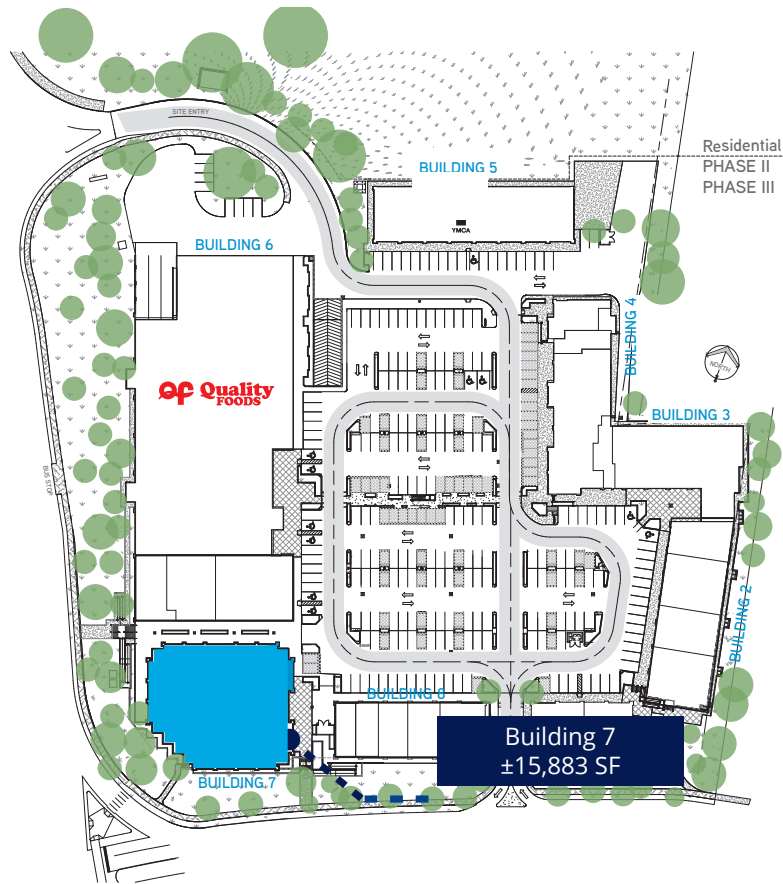 SITE ENTRY
Residential
PHASE II
PHASE III
BUILDING 5
YMCA
BUILDING 6
BUILDING 4
NORTH
QF Quality
FOODS
BUILDING 3
BUS STOP
BUILDING 2
BUILDING 8
Building 7
±15,883 SF
BUILDING 7